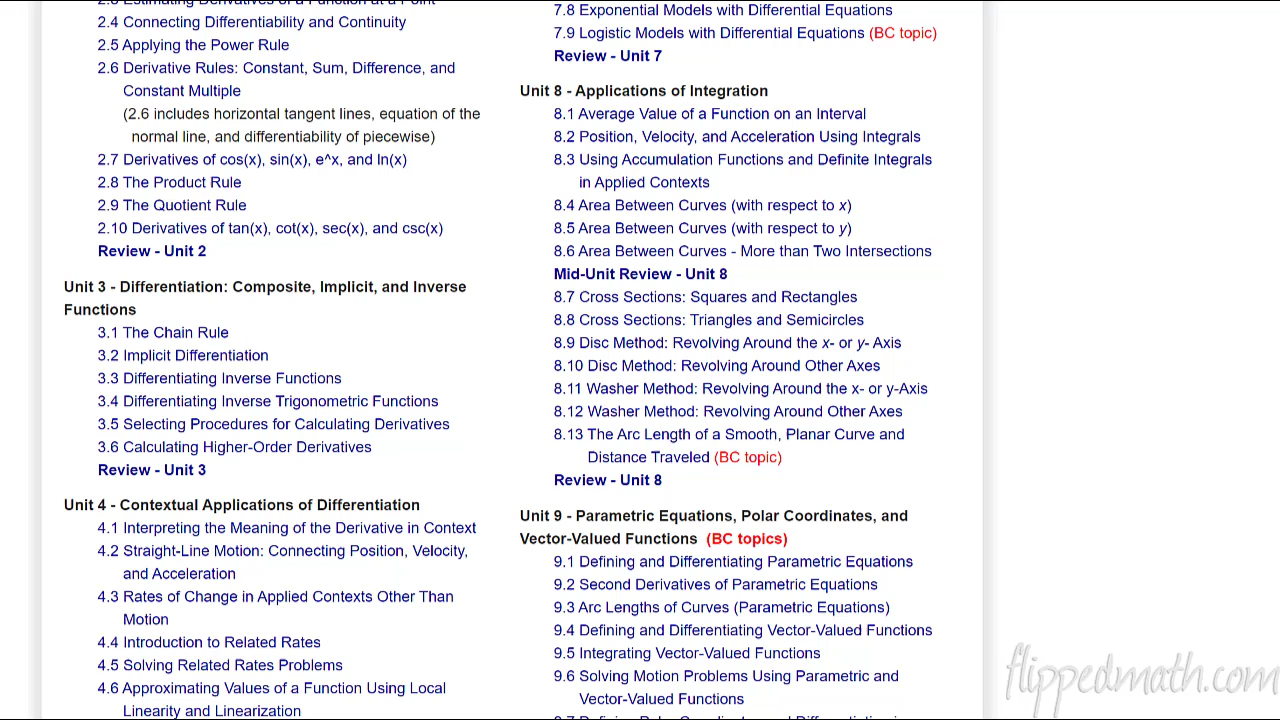 2.3 Estimating Derivatives of a Function at a Point
2.4 Connecting Differentiability and Continuity
2.5 Applying the Power Rule
2.6 Derivative Rules: Constant, Sum, Difference, and
Constant Multiple
(2.6 includes horizontal tangent lines, equation of the
normal line, and differentiability of piecewise)
2.7 Derivatives of cos(x), sin(x), e^x, and ln(x)
2.8 The Product Rule
2.9 The Quotient Rule
2.10 Derivatives of tan(x), cot(x), sec(x), and csc(x)
Review - Unit 2
Unit 3 - Differentiation: Composite, Implicit, and Inverse
Functions
3.1 The Chain Rule
3.2 Implicit Differentiation
3.3 Differentiating Inverse Functions
3.4 Differentiating Inverse Trigonometric Functions
3.5 Selecting Procedures for Calculating Derivatives
3.6 Calculating Higher-Order Derivatives
Review - Unit 3
Unit 4 - Contextual Applications of Differentiation
4.1 Interpreting the Meaning of the Derivative in Context
4.2 Straight-Line Motion: Connecting Position, Velocity,
and Acceleration
4.3 Rates of Change in Applied Contexts Other Than
Motion
4.4 Introduction to Related Rates
4.5 Solving Related Rates Problems
4.6 Approximating Values of a Function Using Local
Linearity and Linearization
7.8 Exponential Models with Differential Equations
7.9 Logistic Models with Differential Equations (BC topic)
Review - Unit 7
Unit 8 - Applications of Integration
8.1 Average Value of a Function on an Interval
8.2 Position, Velocity, and Acceleration Using Integrals
8.3 Using Accumulation Functions and Definite Integrals
in Applied Contexts
8.4 Area Between Curves (with respect to x)
8.5 Area Between Curves (with respect to y)
8.6 Area Between Curves - More than Two Intersections
Mid-Unit Review - Unit 8
8.7 Cross Sections: Squares and Rectangles
8.8 Cross Sections: Triangles and Semicircles
8.9 Disc Method: Revolving Around the x- or y- Axis
8.10 Disc Method: Revolving Around Other Axes
8.11 Washer Method: Revolving Around the x- or y-Axis
8.12 Washer Method: Revolving Around Other Axes
8.13 The Arc Length of a Smooth, Planar Curve and
Distance Traveled (BC topic)
Review - Unit 8
Unit 9 - Parametric Equations, Polar Coordinates, and
Vector-Valued Functions (BC topics)
9.1 Defining and Differentiating Parametric Equations
9.2 Second Derivatives of Parametric Equations
9.3 Arc Lengths of Curves (Parametric Equations)
9.4 Defining and Differentiating Vector-Valued Functions
9.5 Integrating Vector-Valued Functions
9.6 Solving Motion Problems Using Parametric and
Vector-Valued Functions
flippedmath.com